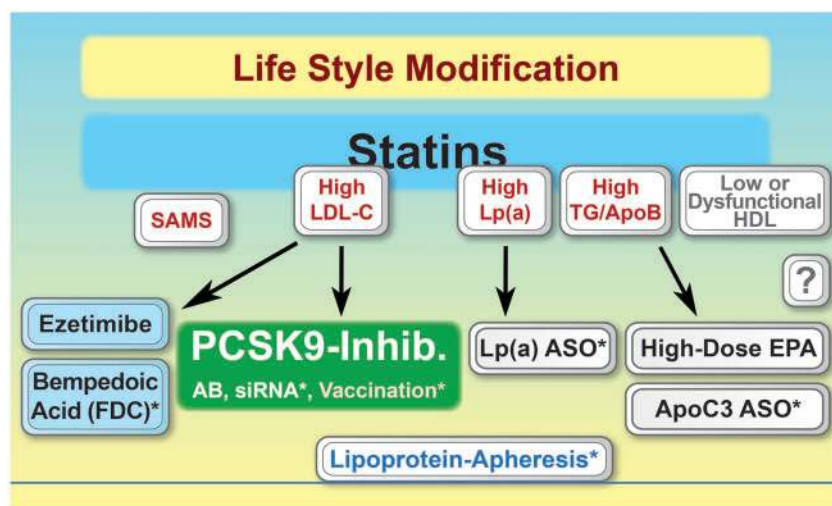 Life Style Modification
Statins
SAMS
High
LDL-C
High
Lp(a)
High
TG/ApoB
Low or
Dysfunctional
HDL
?
Ezetimibe
Bempedoic
Acid (FDC)*
PCSK9-Inhib.
AB, siRNA*, Vaccination*
Lp(a) ASO*
High-Dose EPA
ApoC3 ASO*
Lipoprotein-Apheresis*